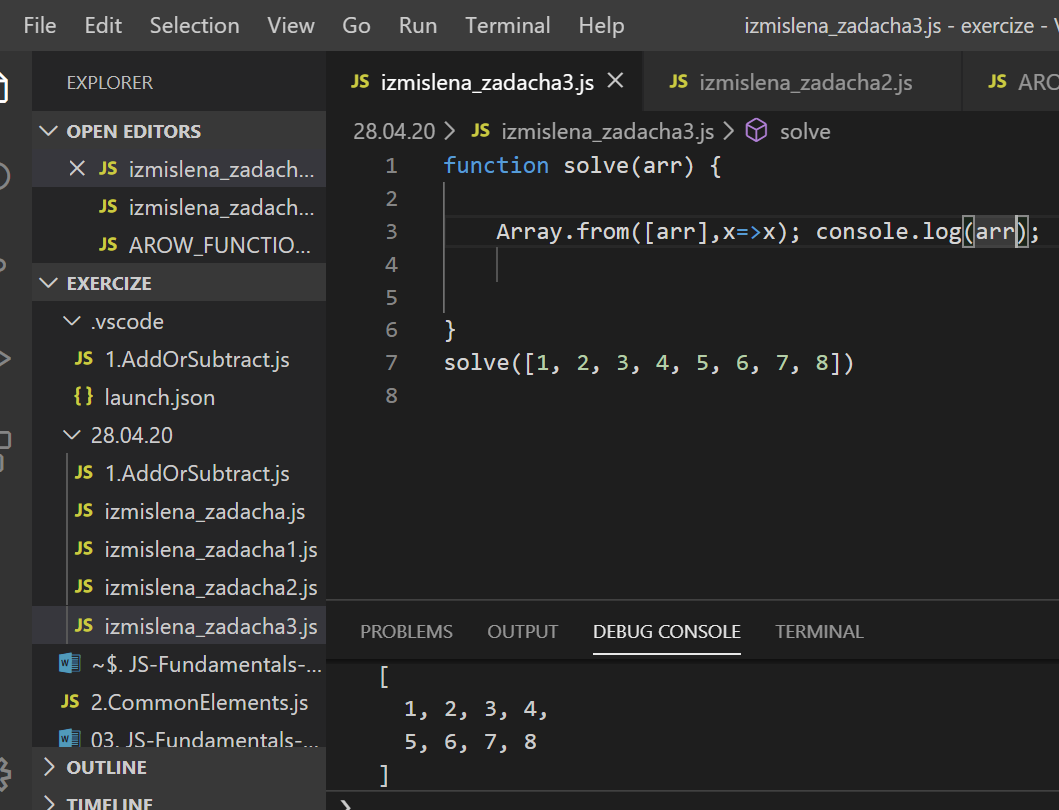 File Edit Selection View Go Run Terminal Help izmislena_zadacha3.js - exercize -
EXPLORER
OPEN EDITORS
JS izmislena_zadach...
JS izmislena_zadach...
JS AROW_FUNCTIO...
EXERCIZE
.vscode
JS 1.AddOrSubtract.js
{} launch.json
28.04.20
JS 1.AddOrSubtract.js
JS izmislena_zadacha.js
JS izmislena_zadacha1.js
JS izmislena_zadacha2.js
JS izmislena_zadacha3.js
W ~$. JS-Fundamentals-...
JS 2.CommonElements.js
W 03. JS-Fundamentals-...
OUTLINE
TIMELINE
JS izmislena_zadacha3.js JS izmislena_zadacha2.js JS ARO
28.04.20 > JS izmislena_zadacha3.js > solve
1 function solve(arr) {
2
3 Array.from([arr],x=>x); console.log(arr);
4
5
6 }
7 solve([1, 2, 3, 4, 5, 6, 7, 8])
8
PROBLEMS OUTPUT DEBUG CONSOLE TERMINAL
[
1, 2, 3, 4,
5, 6, 7, 8
]